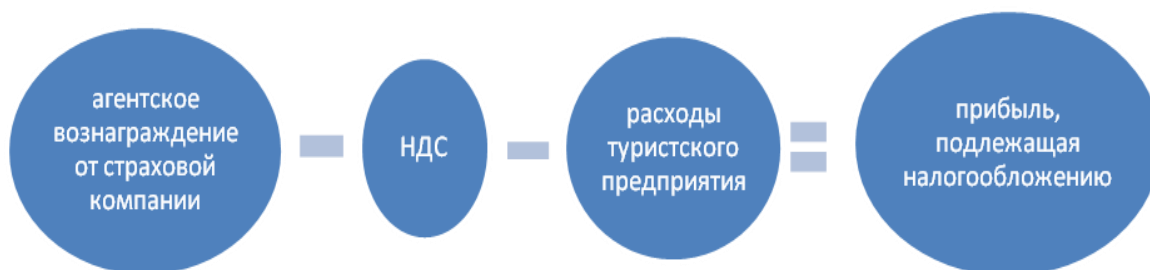 агентское
вознаграждение
от страховой
компании
НДС
расходы
туристского
предприятия
прибыль,
подлежащая
налогообложению